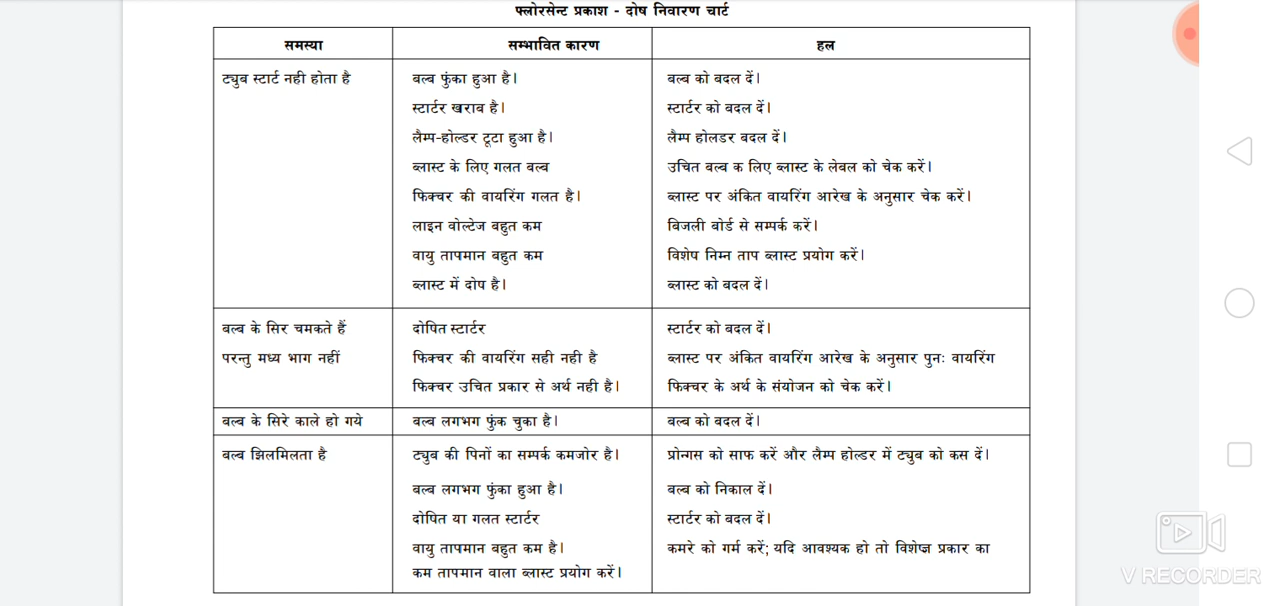 फ्लोरसेन्ट प्रकाश - दोष निवारण चार्ट
समस्या सम्भावित कारण हल
ट्युब स्टार्ट नही होता है बल्ब फुंका हुआ है। बल्ब को बदल दें।
स्टार्टर खराब है। स्टार्टर को बदल दें।
लैम्प-होल्डर टूटा हुआ है। लैम्प होलडर बदल दें।
ब्लास्ट के लिए गलत बल्ब उचित बल्ब क लिए ब्लास्ट के लेबल को चेक करें।
फिक्चर की वायरिंग गलत है। ब्लास्ट पर अंकित वायरिंग आरेख के अनुसार चेक करें।
लाइन वोल्टेज बहुत कम बिजली बोर्ड से सम्पर्क करें।
वायु तापमान बहुत कम विशेष निम्न ताप ब्लास्ट प्रयोग करें।
ब्लास्ट में दोष है। ब्लास्ट को बदल दें।
बल्ब के सिर चमकते हैं दोषित स्टार्टर स्टार्टर को बदल दें।
परन्तु मध्य भाग नहीं फिक्चर की वायरिंग सही नही है ब्लास्ट पर अंकित वायरिंग आरेख के अनुसार पुनः वायरिंग
फिक्चर उचित प्रकार से अर्थ नही है। फिक्चर के अर्थ के संयोजन को चेक करें।
बल्ब के सिरे काले हो गये बल्ब लगभग फुंक चुका है। बल्ब को बदल दें।
बल्ब झिलमिलता है ट्युब की पिनों का सम्पर्क कमजोर है। प्रोन्गस को साफ करें और लैम्प होल्डर में ट्युब को कस दें।
बल्ब लगभग फुंका हुआ है। बल्ब को निकाल दें।
दोषित या गलत स्टार्टर स्टार्टर को बदल दें।
वायु तापमान बहुत कम है। कमरे को गर्म करें; यदि आवश्यक हो तो विशेष्ज्ञ प्रकार का
कम तापमान वाला ब्लास्ट प्रयोग करें।
V RECORDER